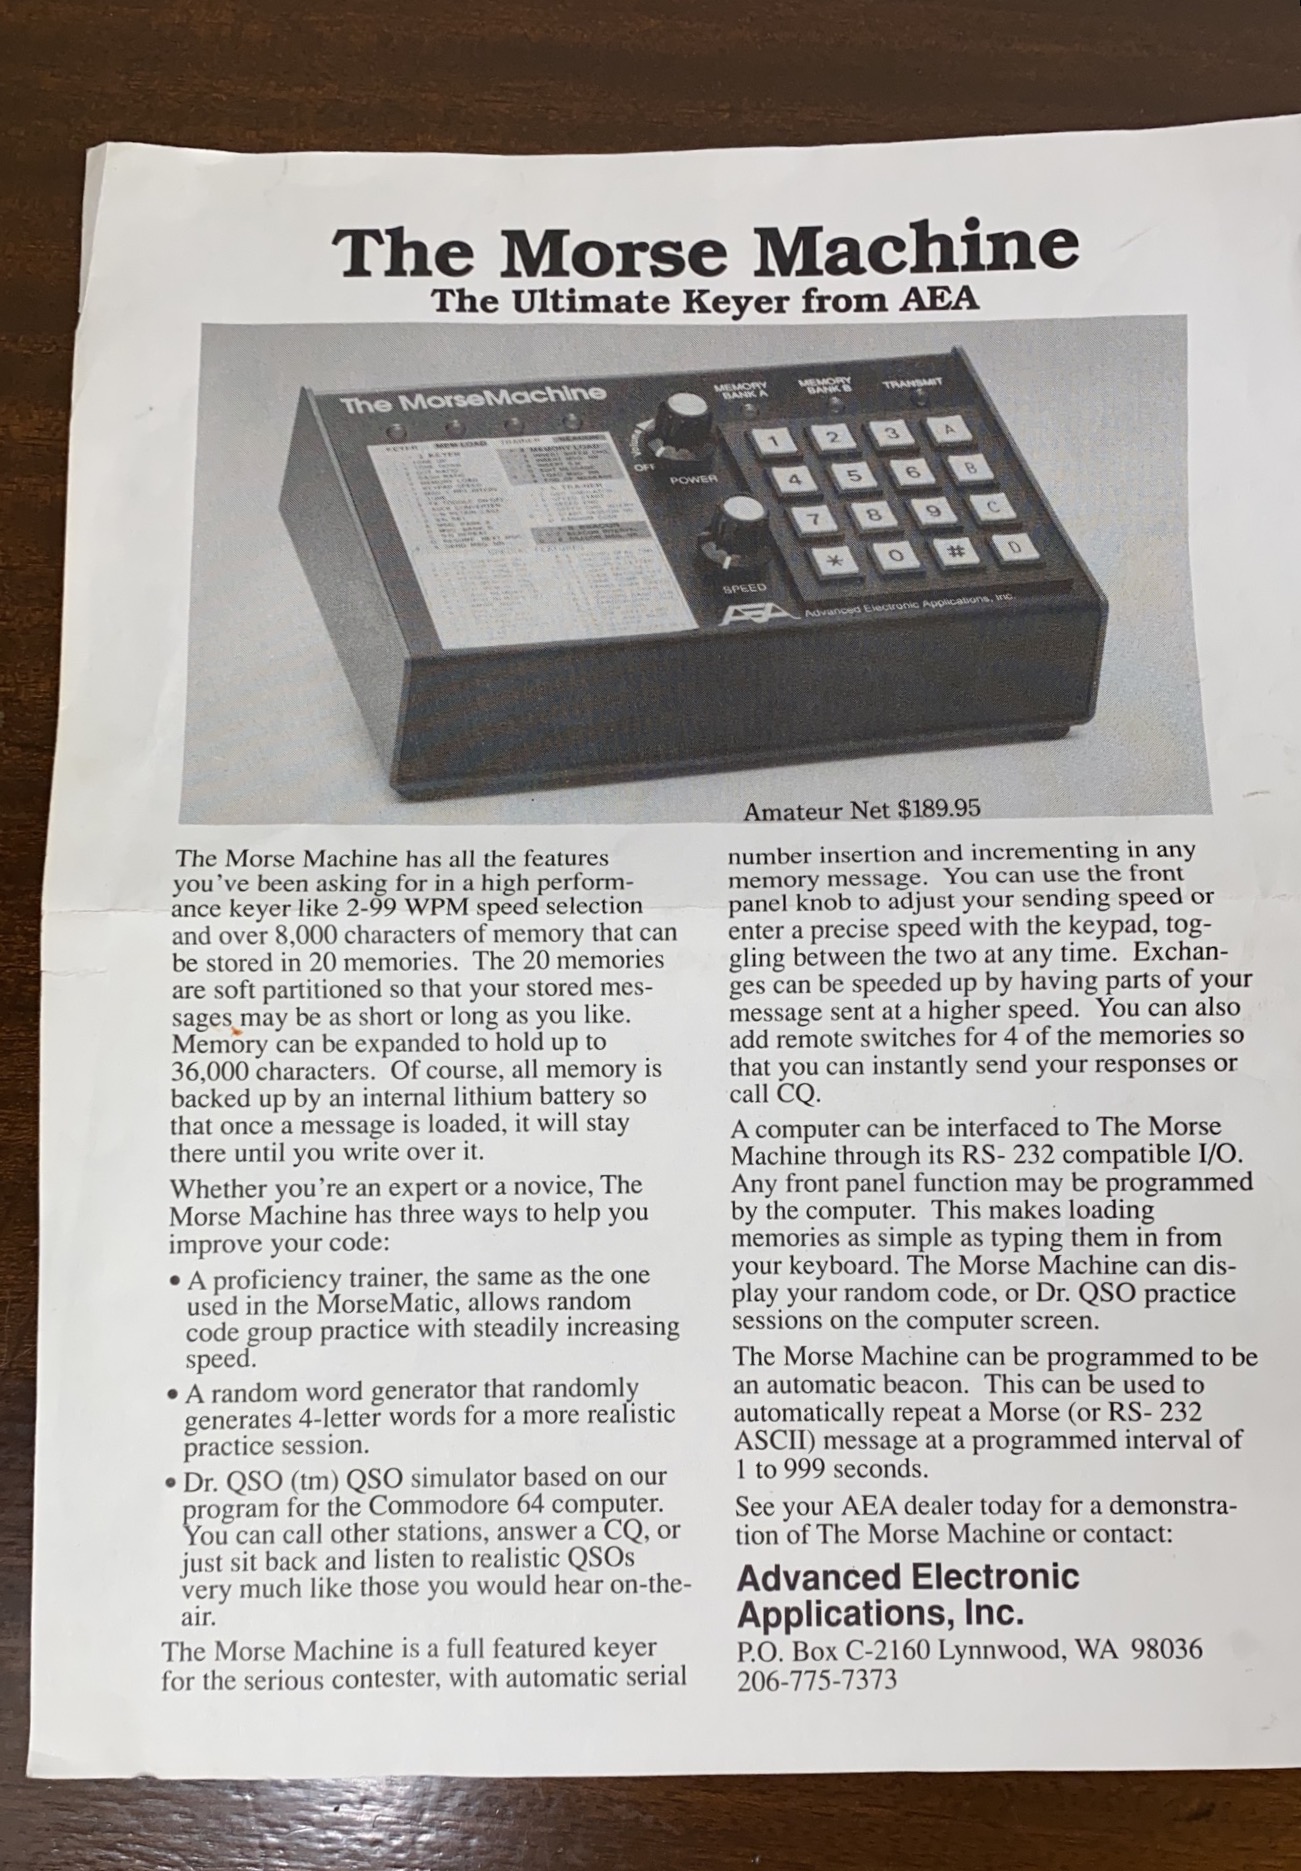 The Morse Machine
The Ultimate Keyer from AEA
The MorseMachine
MEMORY
BANK A
MEMORY
BANK B
TRANSMIT
OFF
POWER
SPEED
1 2 3 A
4 5 6 B
7 8 9 C
* 0 # D
AEA Advanced Electronic Applications, Inc.
Amateur Net $189.95
The Morse Machine has all the features
you've been asking for in a high perform-
ance keyer like 2-99 WPM speed selection
and over 8,000 characters of memory that can
be stored in 20 memories. The 20 memories
are soft partitioned so that your stored mes-
sages may be as short or long as you like.
Memory can be expanded to hold up to
36,000 characters. Of course, all memory is
backed up by an internal lithium battery so
that once a message is loaded, it will stay
there until you write over it.
Whether you're an expert or a novice, The
Morse Machine has three ways to help you
improve your code:
• A proficiency trainer, the same as the one
used in the MorseMatic, allows random
code group practice with steadily increasing
speed.
• A random word generator that randomly
generates 4-letter words for a more realistic
practice session.
• Dr. QSO (tm) QSO simulator based on our
program for the Commodore 64 computer.
You can call other stations, answer a CQ, or
just sit back and listen to realistic QSOs
very much like those you would hear on-the-
air.
The Morse Machine is a full featured keyer
for the serious contester, with automatic serial
number insertion and incrementing in any
memory message. You can use the front
panel knob to adjust your sending speed or
enter a precise speed with the keypad, tog-
gling between the two at any time. Exchan-
ges can be speeded up by having parts of your
message sent at a higher speed. You can also
add remote switches for 4 of the memories so
that you can instantly send your responses or
call CQ.
A computer can be interfaced to The Morse
Machine through its RS- 232 compatible I/O.
Any front panel function may be programmed
by the computer. This makes loading
memories as simple as typing them in from
your keyboard. The Morse Machine can dis-
play your random code, or Dr. QSO practice
sessions on the computer screen.
The Morse Machine can be programmed to be
an automatic beacon. This can be used to
automatically repeat a Morse (or RS- 232
ASCII) message at a programmed interval of
1 to 999 seconds.
See your AEA dealer today for a demonstra-
tion of The Morse Machine or contact:
Advanced Electronic
Applications, Inc.
P.O. Box C-2160 Lynnwood, WA 98036
206-775-7373